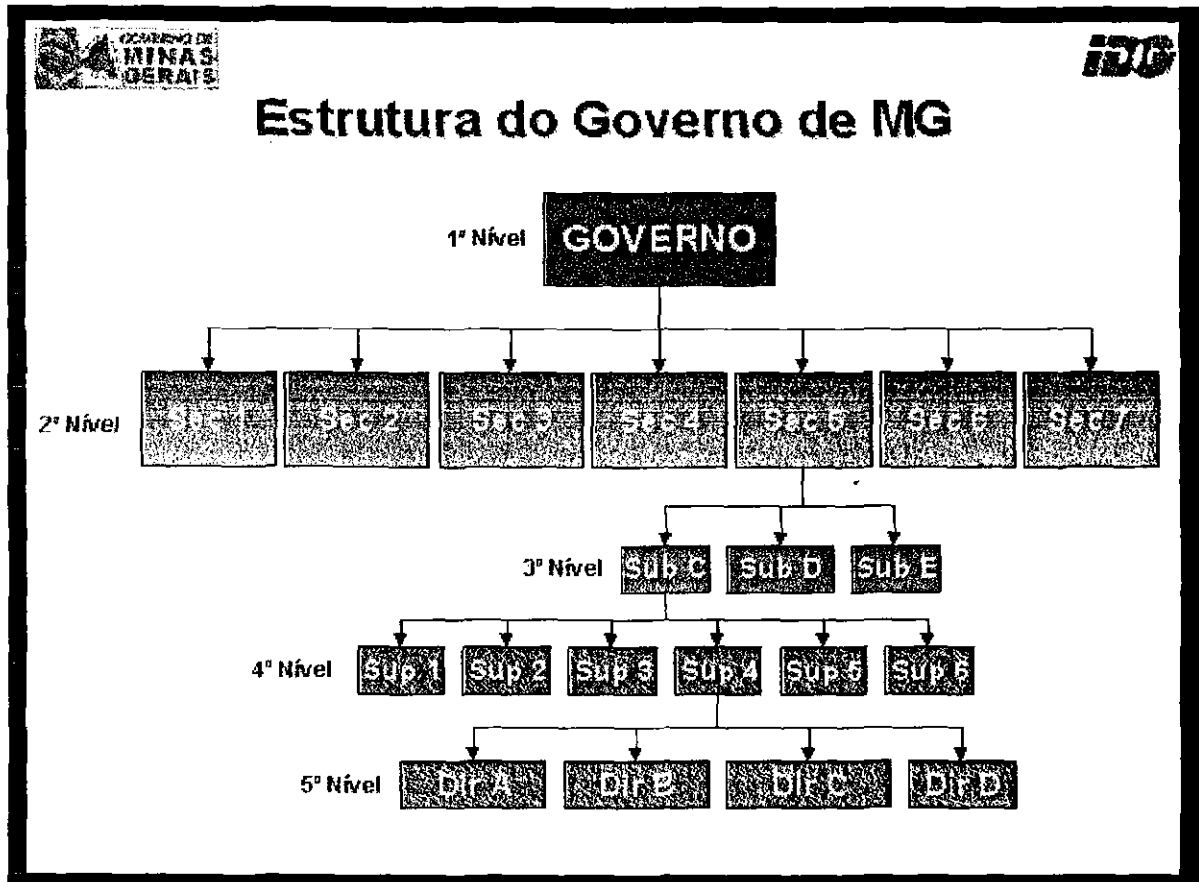 GOVERNO DE
MINAS
GERAIS
Estrutura do Governo de MG
1º Nível
GOVERNO
2º Nível
Sec 1 Sec 2 Sec 3 Sec 4 Sec 5 Sec 6 Sec 7
3º Nível
Sub C Sub D Sub E
4º Nível
Sup 1 Sup 2 Sup 3 Sup 4 Sup 5 Sup 6
5º Nível
Dir A Dir B Dir C Dir D